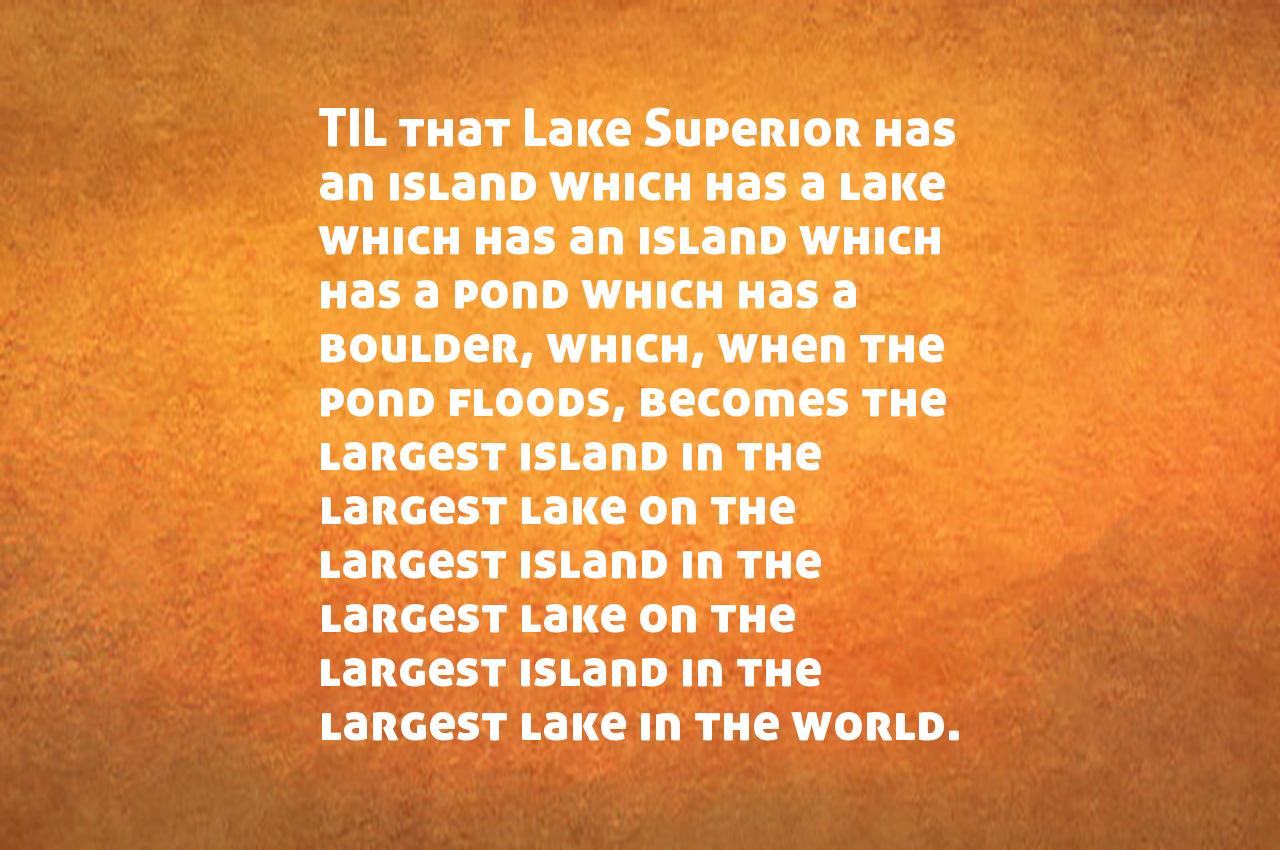 TIL that Lake Superior has
an island which has a lake
which has an island which
has a pond which has a
boulder, which, when the
pond floods, becomes the
largest island in the
largest lake on the
largest island in the
largest lake on the
largest island in the
largest lake in the world.